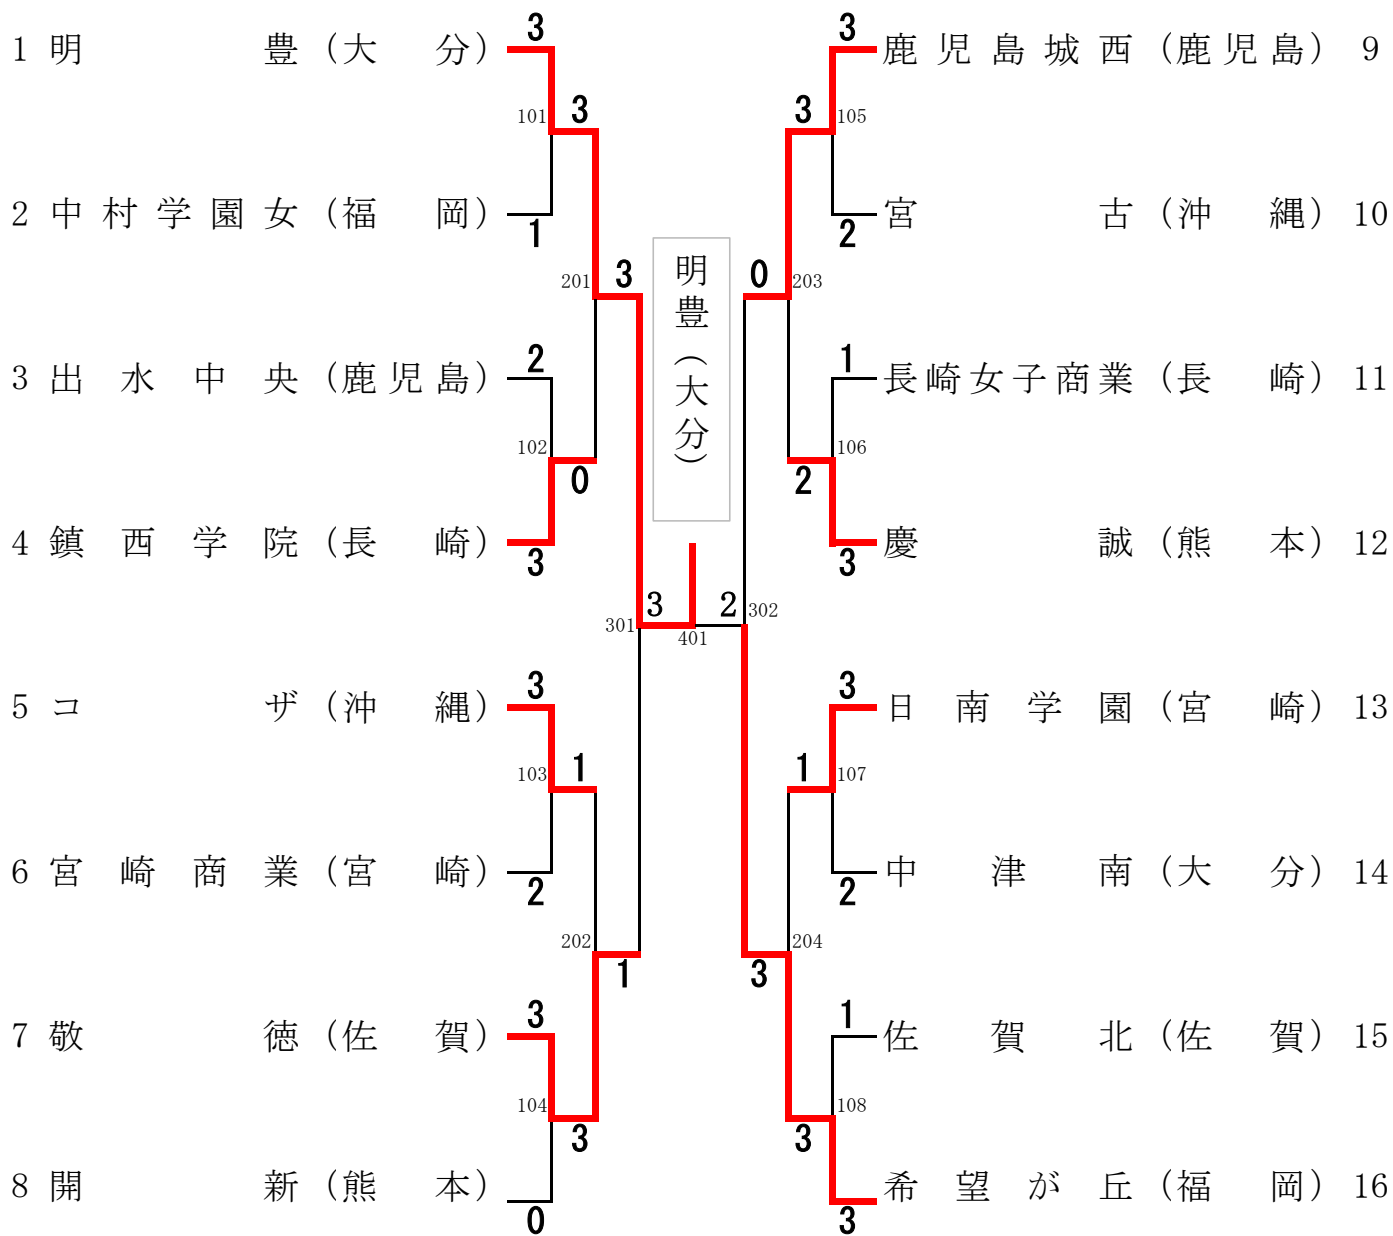 3
1 明豊 (大分)
101
3
2 中村学園女 (福岡)
1
201
3
3 出水中央 (鹿児島)
2
102
0
4 鎮西学院 (長崎)
3
301
3
5 コザ (沖縄)
3
103
1
6 宮崎商業 (宮崎)
2
202
1
7 敬徳 (佐賀)
3
104
3
8 開新 (熊本)
0
明豊(大分)
401
3
鹿児島城西 (鹿児島) 9
3
105
宮古 (沖縄) 10
2
0
203
1
長崎女子商業 (長崎) 11
106
2
慶誠 (熊本) 12
3
2
302
3
日南学園 (宮崎) 13
1
107
中津南 (大分) 14
2
204
3
1
佐賀北 (佐賀) 15
108
3
希望が丘 (福岡) 16
3